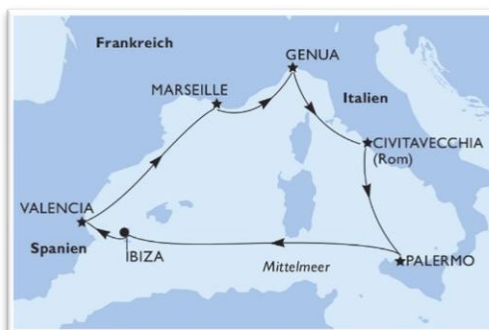 Frankreich
GENUA
MARSEILLE
Italien
CIVITAVECCHIA
(Rom)
VALENCIA
Spanien
IBIZA
Mittelmeer
PALERMO